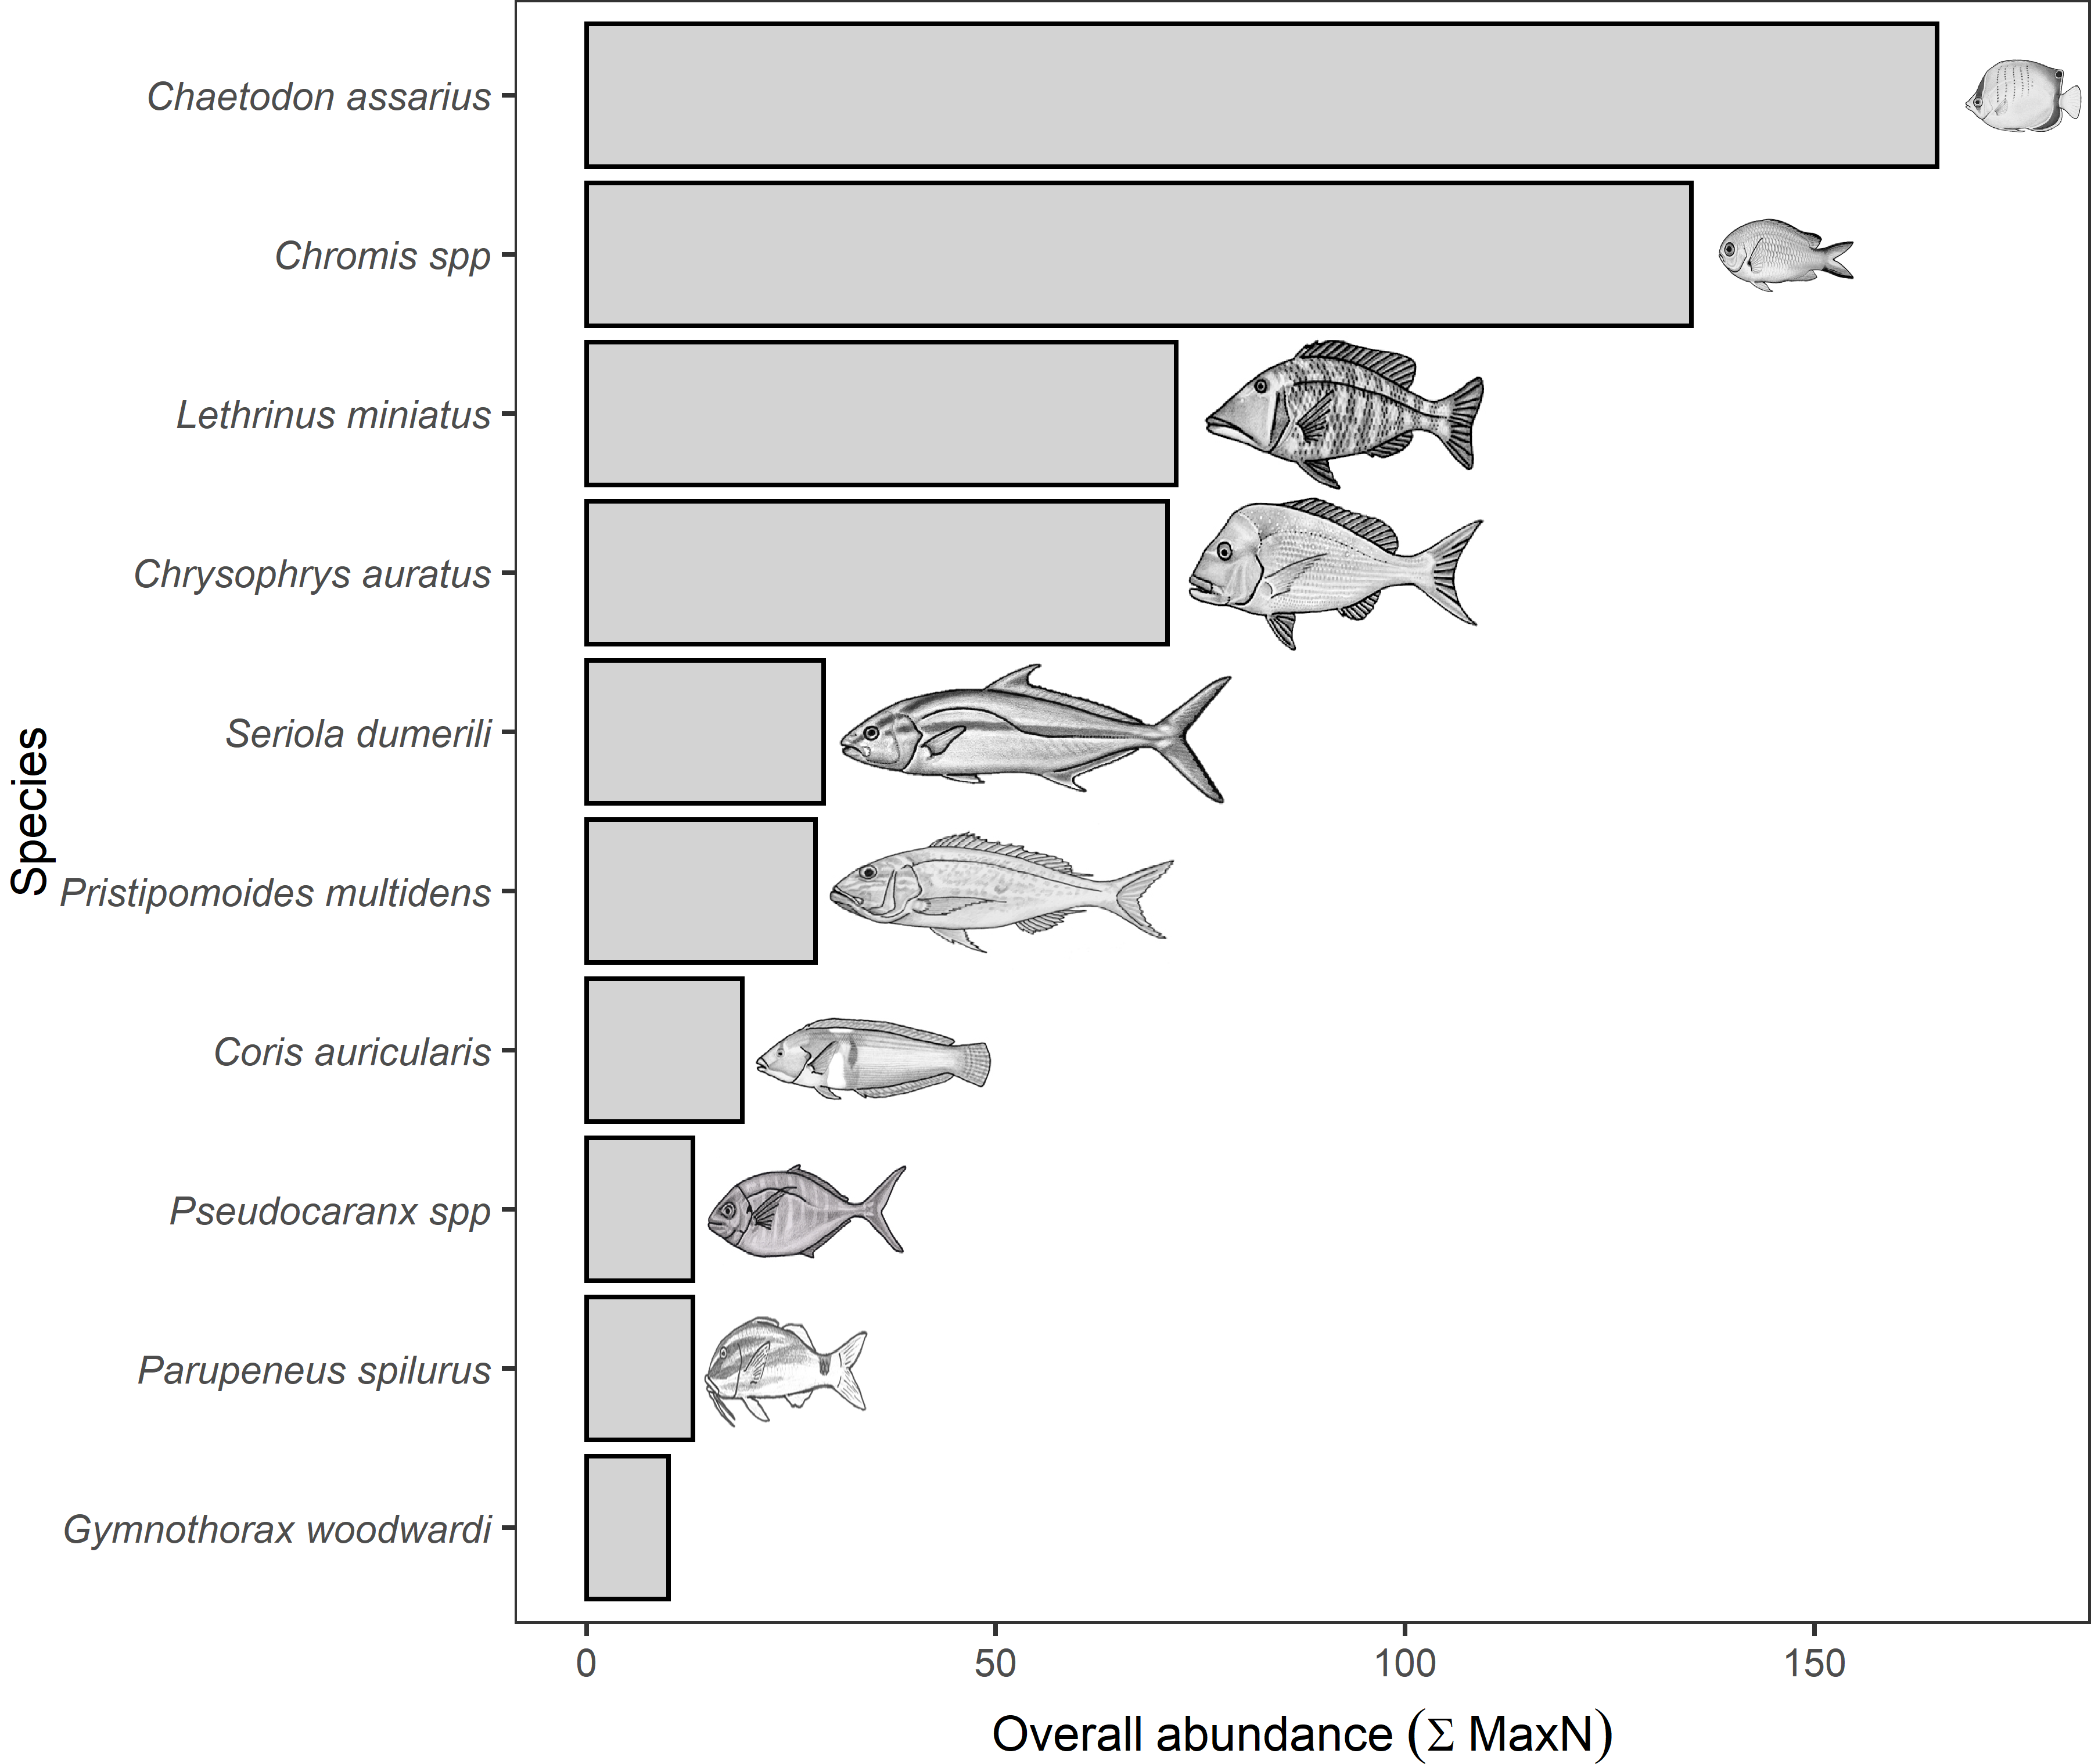 Species
Chaetodon assarius
Chromis spp
Lethrinus miniatus
Chrysophrys auratus
Seriola dumerili
Pristipomoides multidens
Coris auricularis
Pseudocaranx spp
Parupeneus spilurus
Gymnothorax woodwardi
0 50 100 150
Overall abundance (Σ MaxN)